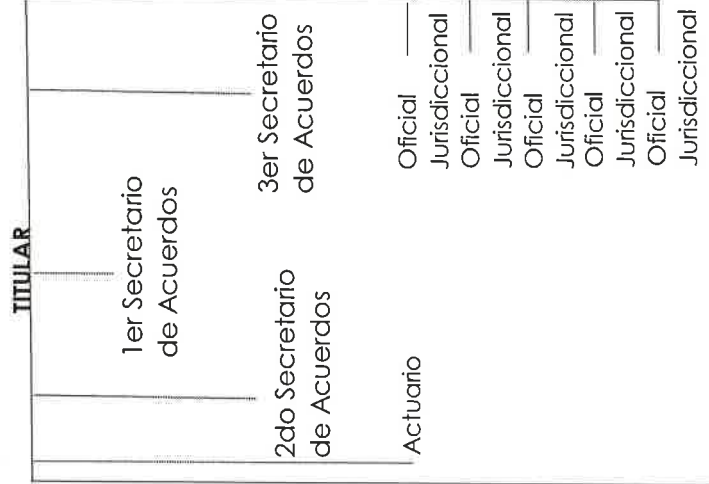 TITULAR
1er Secretario
de Acuerdos
2do Secretario
de Acuerdos
3er Secretario
de Acuerdos
Actuario
Oficial
Jurisdiccional
Oficial
Jurisdiccional
Oficial
Jurisdiccional
Oficial
Jurisdiccional
Oficial
Jurisdiccional